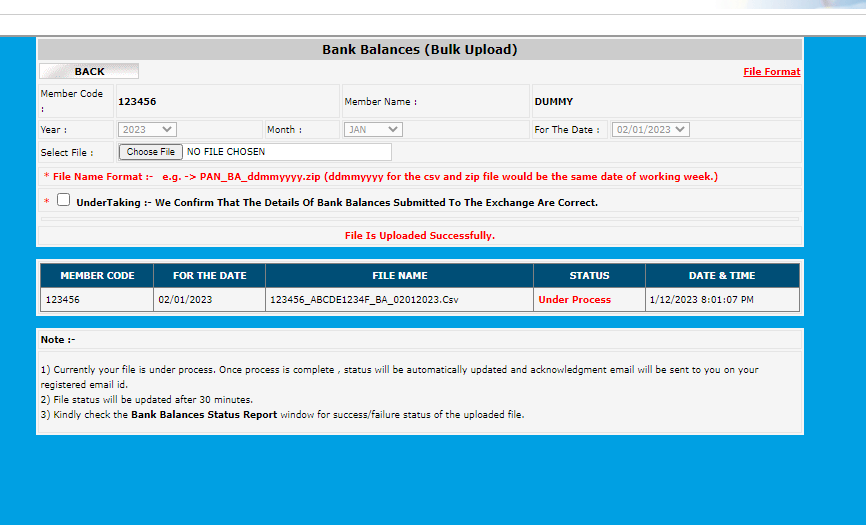 Bank Balances (Bulk Upload)
BACK
File Format
Member Code : 123456 Member Name : DUMMY
Year : 2023 Month : JAN For The Date : 02/01/2023
Select File : Choose File NO FILE CHOSEN
* File Name Format :- e.g. -> PAN_BA_ddmmyyyy.zip (ddmmyyyy for the csv and zip file would be the same date of working week.)
* UnderTaking :- We Confirm That The Details Of Bank Balances Submitted To The Exchange Are Correct.
File Is Uploaded Successfully.
MEMBER CODE FOR THE DATE FILE NAME STATUS DATE & TIME
123456 02/01/2023 123456_ABCDE1234F_BA_02012023.Csv Under Process 1/12/2023 8:01:07 PM
Note :-
1) Currently your file is under process. Once process is complete , status will be automatically updated and acknowledgment email will be sent to you on your
registered email id.
2) File status will be updated after 30 minutes.
3) Kindly check the Bank Balances Status Report window for success/failure status of the uploaded file.